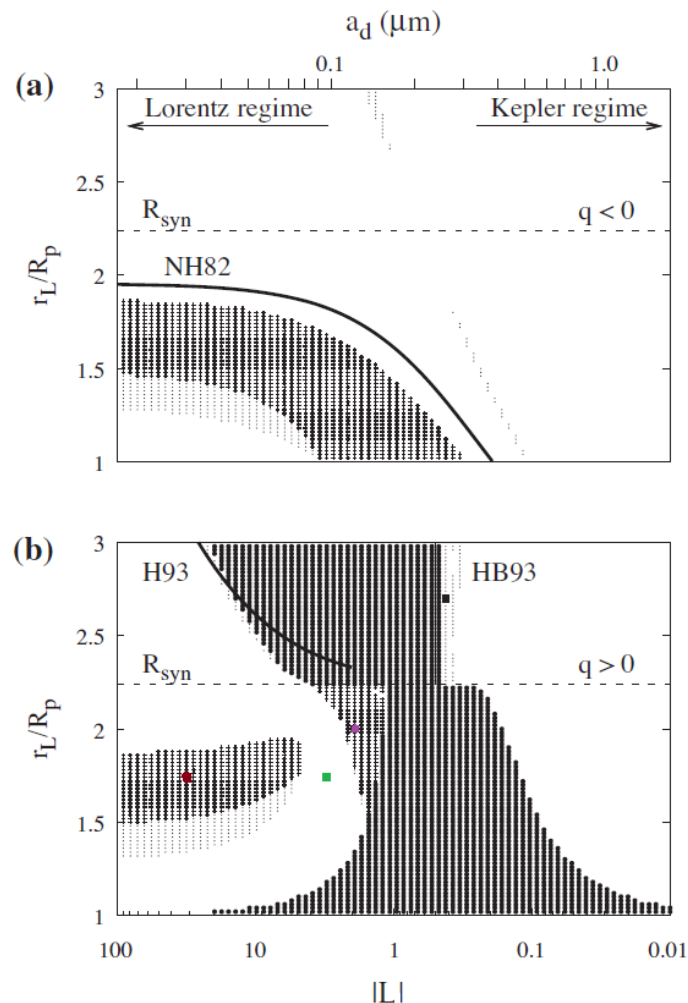 a_d (μm)
0.1 1.0
(a)
3
Lorentz regime Kepler regime
2.5
R_syn q < 0
r_L/R_p
2
NH82
1.5
1
(b)
3
H93 HB93
2.5
R_syn q > 0
r_L/R_p
2
1.5
1
100 10 1 0.1 0.01
|L|